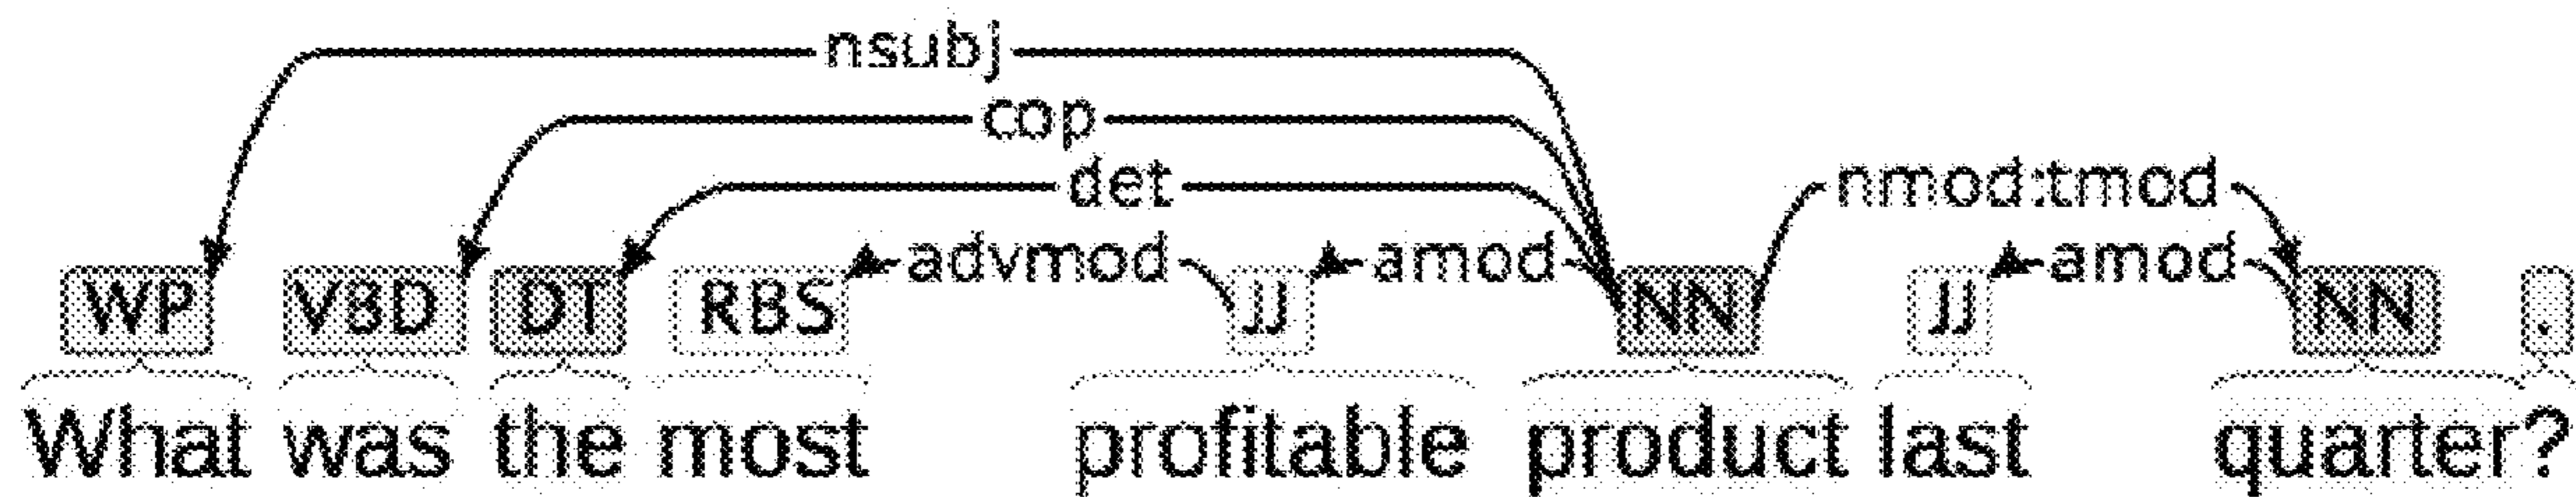 nsubj
cop
det nmod:tmod
advmod amod amod
WP VBD DT RBS JJ NN JJ NN .
What was the most profitable product last quarter?